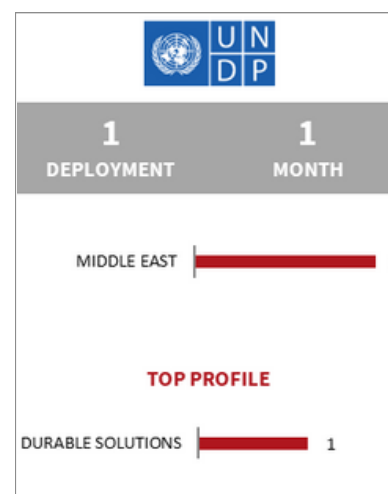 U N
D P
1 1
DEPLOYMENT MONTH
MIDDLE EAST
TOP PROFILE
DURABLE SOLUTIONS 1